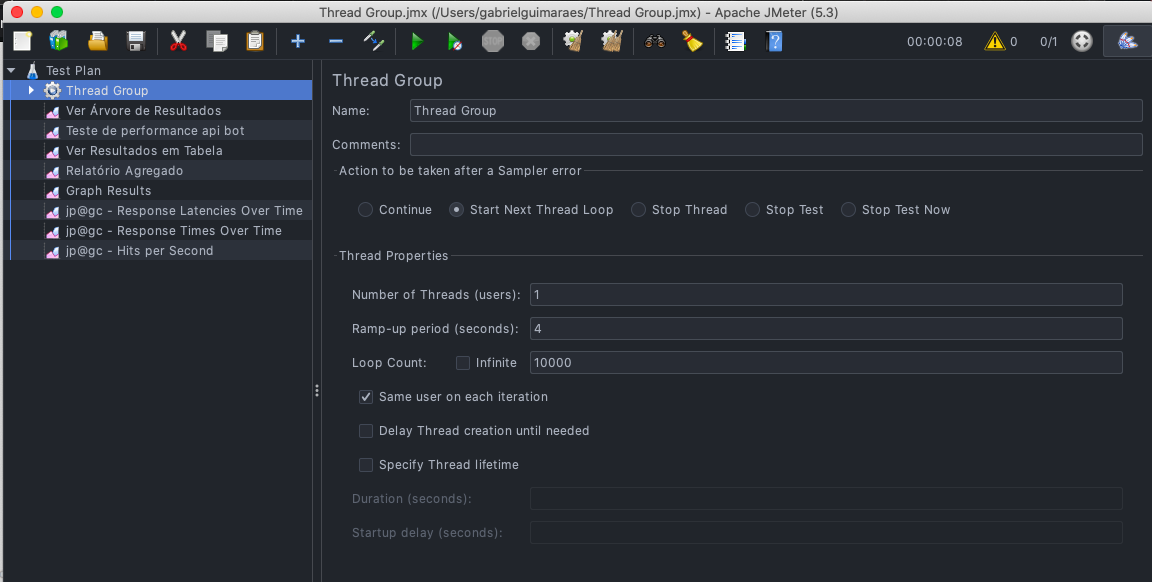 Thread Group.jmx (/Users/gabrielguimaraes/Thread Group.jmx) - Apache JMeter (5.3)
STOP
?
00:00:08
0
0/1
Test Plan
Thread Group
Ver Árvore de Resultados
Teste de performance api bot
Ver Resultados em Tabela
Relatório Agregado
Graph Results
jp@gc - Response Latencies Over Time
jp@gc - Response Times Over Time
jp@gc - Hits per Second
Thread Group
Name: Thread Group
Comments:
Action to be taken after a Sampler error
Continue Start Next Thread Loop Stop Thread Stop Test Stop Test Now
Thread Properties
Number of Threads (users): 1
Ramp-up period (seconds): 4
Loop Count: Infinite 10000
Same user on each iteration
Delay Thread creation until needed
Specify Thread lifetime
Duration (seconds):
Startup delay (seconds):